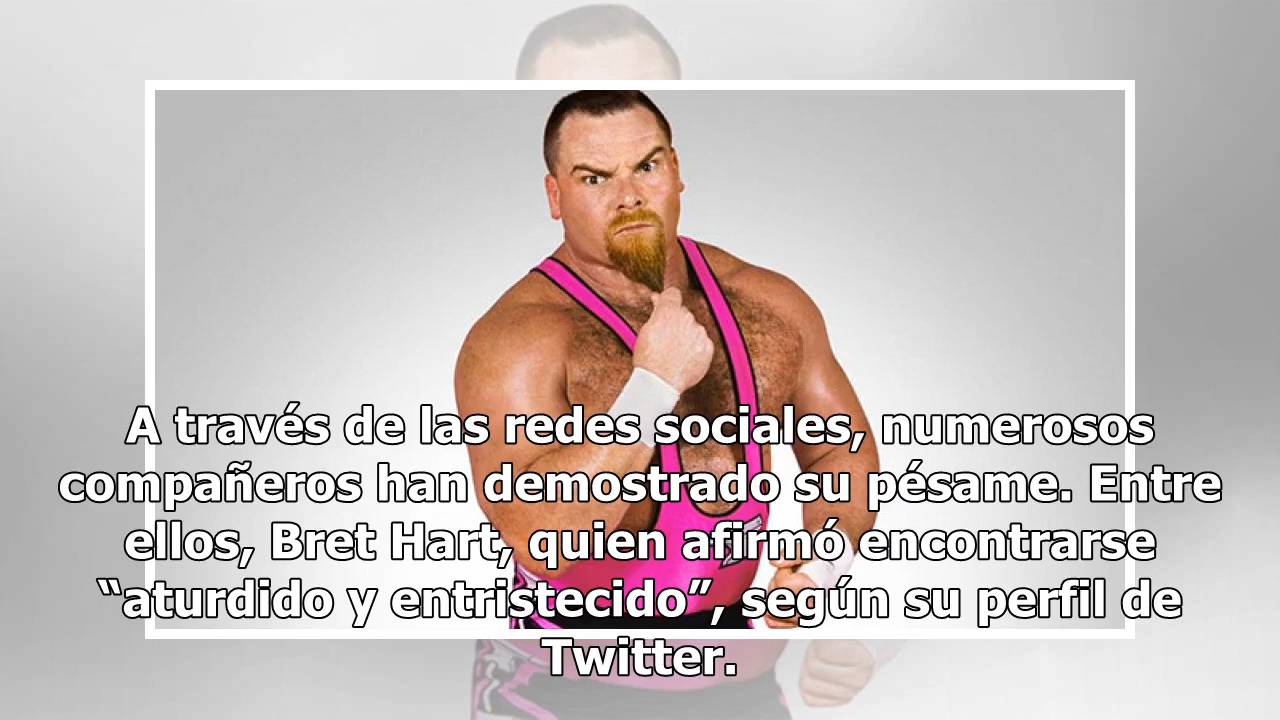 A través de las redes sociales, numerosos
compañeros han demostrado su pésame. Entre
ellos, Bret Hart, quien afirmó encontrarse
“aturdido y entristecido”, según su perfil de
Twitter.